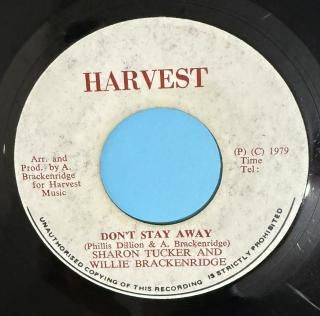 HARVEST
Arr. and
Prod. by A.
Brackenridge
for Harvest
Music
(P) (C) 1979
Time
Tel:
DON'T STAY AWAY
(Phillis Dillion & A. Brackenridge)
SHARON TUCKER AND
WILLIE BRACKENRIDGE
UNAUTHORISED COPYING OF THIS RECORDING IS STRICTLY PROHIBITED